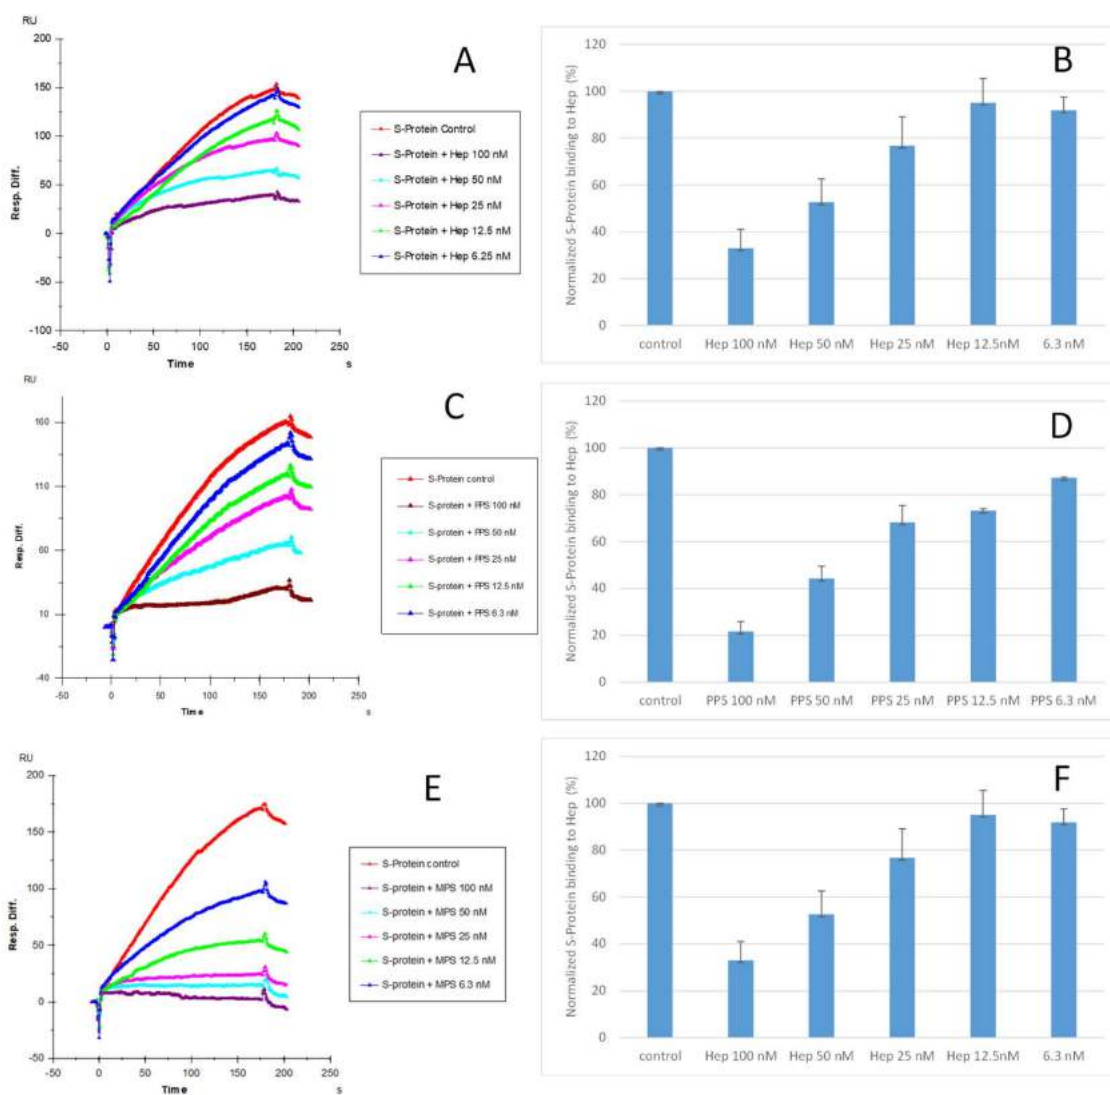 RU
A
200
150
100
50
0
-50
-100
Resp. Diff.
-50 0 50 100 150 200 250
Time s
S-Protein Control
S-Protein + Hep 100 nM
S-Protein + Hep 50 nM
S-Protein + Hep 25 nM
S-Protein + Hep 12.5 nM
S-Protein + Hep 6.25 nM
B
Normalized S-Protein binding to Hep (%)
120
100
80
60
40
20
0
control Hep 100 nM Hep 50 nM Hep 25 nM Hep 12.5nM 6.3 nM
RU
C
160
110
60
10
-40
Resp. Diff.
-50 0 50 100 150 200 250
Time s
S-Protein control
S-protein + PPS 100 nM
S-protein + PPS 50 nM
S-protein + PPS 25 nM
S-protein + PPS 12.5 nM
S-protein + PPS 6.3 nM
D
Normalized S-Protein binding to Hep (%)
120
100
80
60
40
20
0
control PPS 100 nM PPS 50 nM PPS 25 nM PPS 12.5 nM PPS 6.3 nM
RU
E
200
150
100
50
0
-50
Resp. Diff.
-50 0 50 100 150 200 250
Time s
S-Protein control
S-protein + MPS 100 nM
S-protein + MPS 50 nM
S-protein + MPS 25 nM
S-protein + MPS 12.5 nM
S-protein + MPS 6.3 nM
F
Normalized S-Protein binding to Hep (%)
120
100
80
60
40
20
0
control Hep 100 nM Hep 50 nM Hep 25 nM Hep 12.5nM 6.3 nM